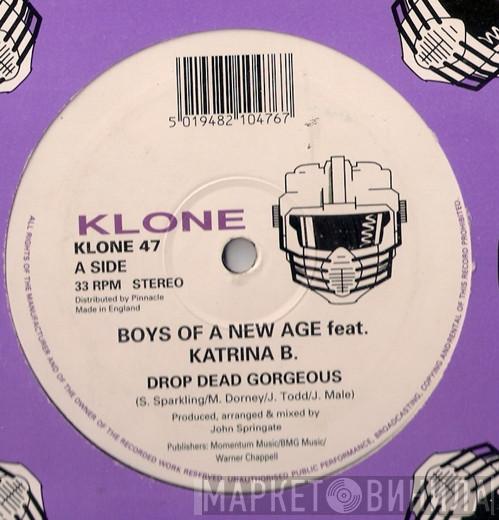 5 019482 104767
KLONE
KLONE 47
A SIDE
33 RPM STEREO
Distributed by Pinnacle
Made in England
BOYS OF A NEW AGE feat.
KATRINA B.
DROP DEAD GORGEOUS
(S. Sparkling/M. Dorney/J. Todd/J. Male)
Produced, arranged & mixed by
John Springate
Publishers: Momentum Music/BMG Music/
Warner Chappell
ALL RIGHTS OF THE MANUFACTURER AND OF THE OWNER OF THE RECORDED WORK RESERVED. UNAUTHORISED PUBLIC PERFORMANCE, BROADCASTING, COPYING AND RENTAL OF THIS RECORD PROHIBITED.
МАРКЕТ ВИНИЛА